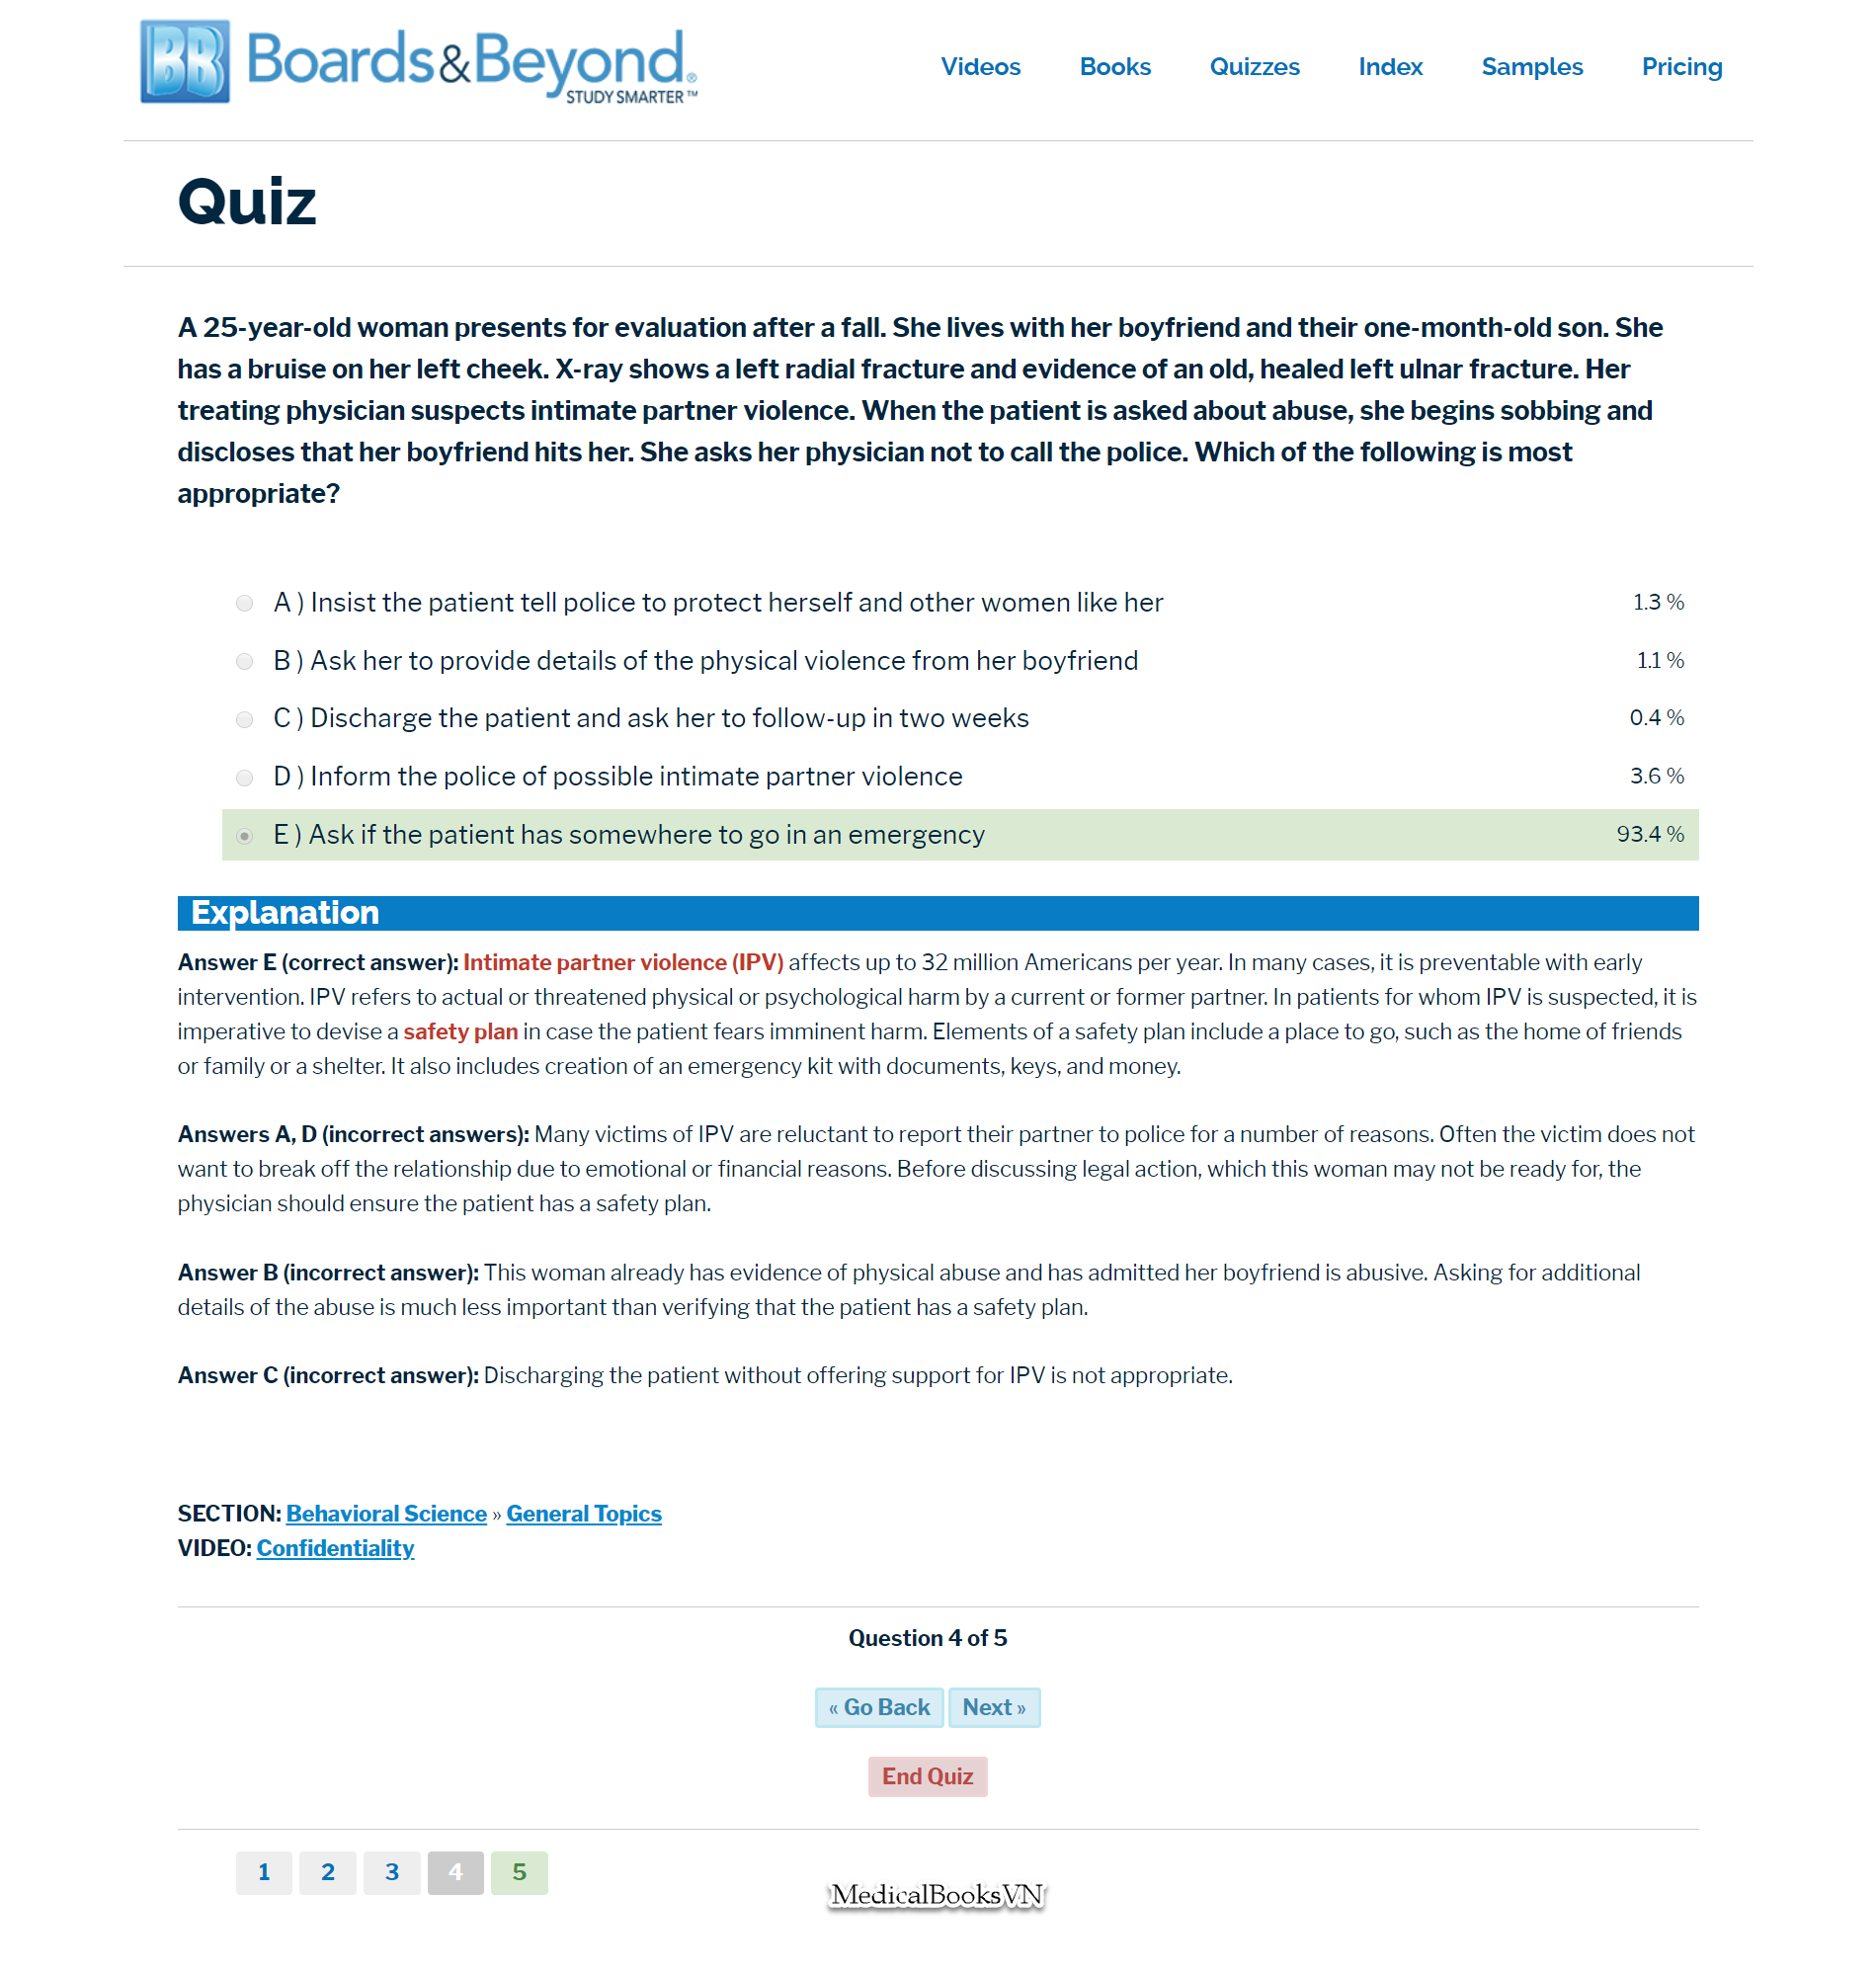 BB Boards&Beyond®
STUDY SMARTER™
Videos Books Quizzes Index Samples Pricing
Quiz
A 25-year-old woman presents for evaluation after a fall. She lives with her boyfriend and their one-month-old son. She
has a bruise on her left cheek. X-ray shows a left radial fracture and evidence of an old, healed left ulnar fracture. Her
treating physician suspects intimate partner violence. When the patient is asked about abuse, she begins sobbing and
discloses that her boyfriend hits her. She asks her physician not to call the police. Which of the following is most
appropriate?
A ) Insist the patient tell police to protect herself and other women like her 1.3 %
B ) Ask her to provide details of the physical violence from her boyfriend 1.1 %
C ) Discharge the patient and ask her to follow-up in two weeks 0.4 %
D ) Inform the police of possible intimate partner violence 3.6 %
E ) Ask if the patient has somewhere to go in an emergency 93.4 %
Explanation
Answer E (correct answer): Intimate partner violence (IPV) affects up to 32 million Americans per year. In many cases, it is preventable with early
intervention. IPV refers to actual or threatened physical or psychological harm by a current or former partner. In patients for whom IPV is suspected, it is
imperative to devise a safety plan in case the patient fears imminent harm. Elements of a safety plan include a place to go, such as the home of friends
or family or a shelter. It also includes creation of an emergency kit with documents, keys, and money.
Answers A, D (incorrect answers): Many victims of IPV are reluctant to report their partner to police for a number of reasons. Often the victim does not
want to break off the relationship due to emotional or financial reasons. Before discussing legal action, which this woman may not be ready for, the
physician should ensure the patient has a safety plan.
Answer B (incorrect answer): This woman already has evidence of physical abuse and has admitted her boyfriend is abusive. Asking for additional
details of the abuse is much less important than verifying that the patient has a safety plan.
Answer C (incorrect answer): Discharging the patient without offering support for IPV is not appropriate.
SECTION: Behavioral Science » General Topics
VIDEO: Confidentiality
Question 4 of 5
« Go Back Next »
End Quiz
1 2 3 4 5
MedicalBooksVN